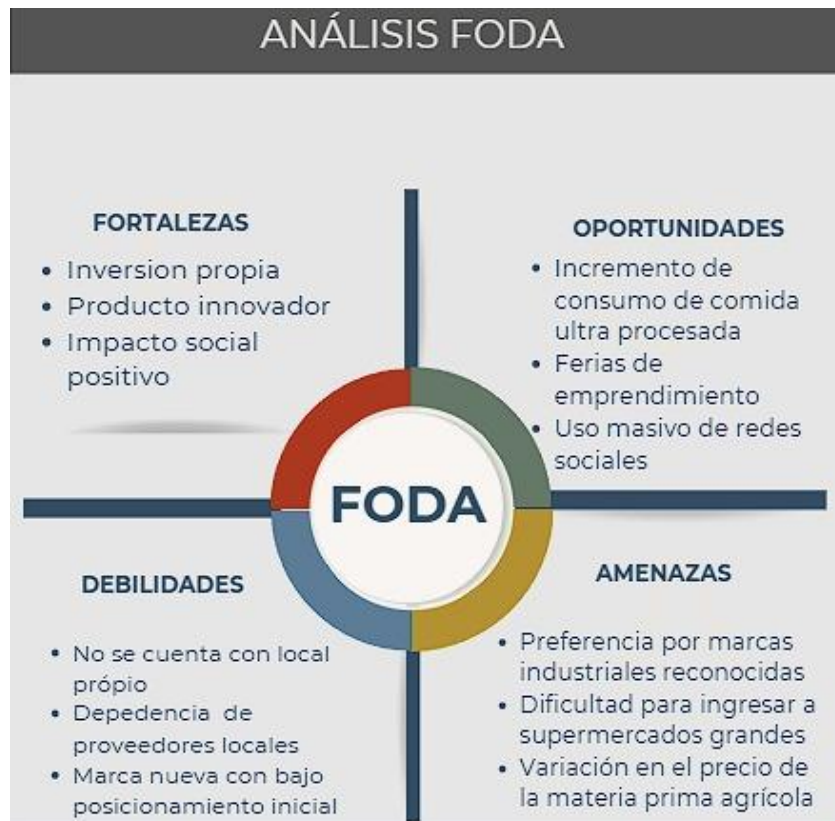 ANÁLISIS FODA
FORTALEZAS
• Inversion propia
• Producto innovador
• Impacto social
positivo
OPORTUNIDADES
• Incremento de
consumo de comida
ultra procesada
• Ferias de
emprendimiento
• Uso masivo de redes
sociales
FODA
DEBILIDADES
• No se cuenta con local
própio
• Depedencia de
proveedores locales
• Marca nueva con bajo
posicionamiento inicial
AMENAZAS
• Preferencia por marcas
industriales reconocidas
• Dificultad para ingresar a
supermercados grandes
• Variación en el precio de
la materia prima agrícola